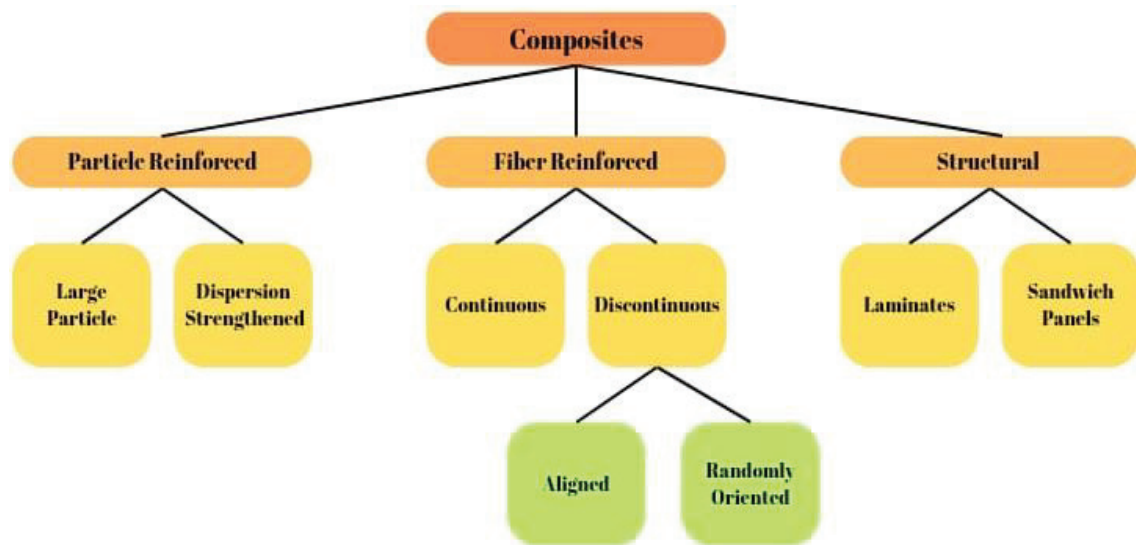 Composites
Particle Reinforced
Fiber Reinforced
Structural
Large
Particle
Dispersion
Strengthened
Continuous
Discontinuous
Laminates
Sandwich
Panels
Aligned
Randomly
Oriented